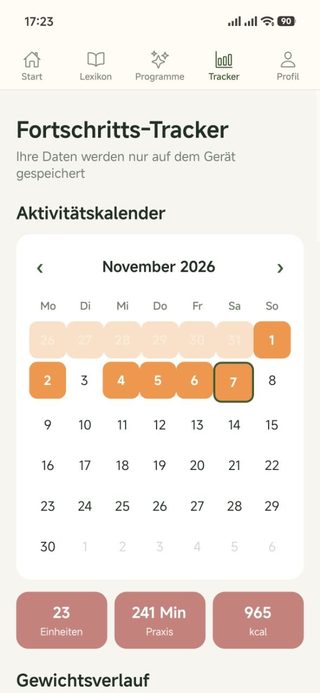 17:23
90
Start Lexikon Programme Tracker Profil
Fortschritts-Tracker
Ihre Daten werden nur auf dem Gerät
gespeichert
Aktivitätskalender
‹ November 2026 ›
Mo Di Mi Do Fr Sa So
26 27 28 29 30 31 1
2 3 4 5 6 7 8
9 10 11 12 13 14 15
16 17 18 19 20 21 22
23 24 25 26 27 28 29
30 1 2 3 4 5 6
23 241 Min 965
Einheiten Praxis kcal
Gewichtsverlauf